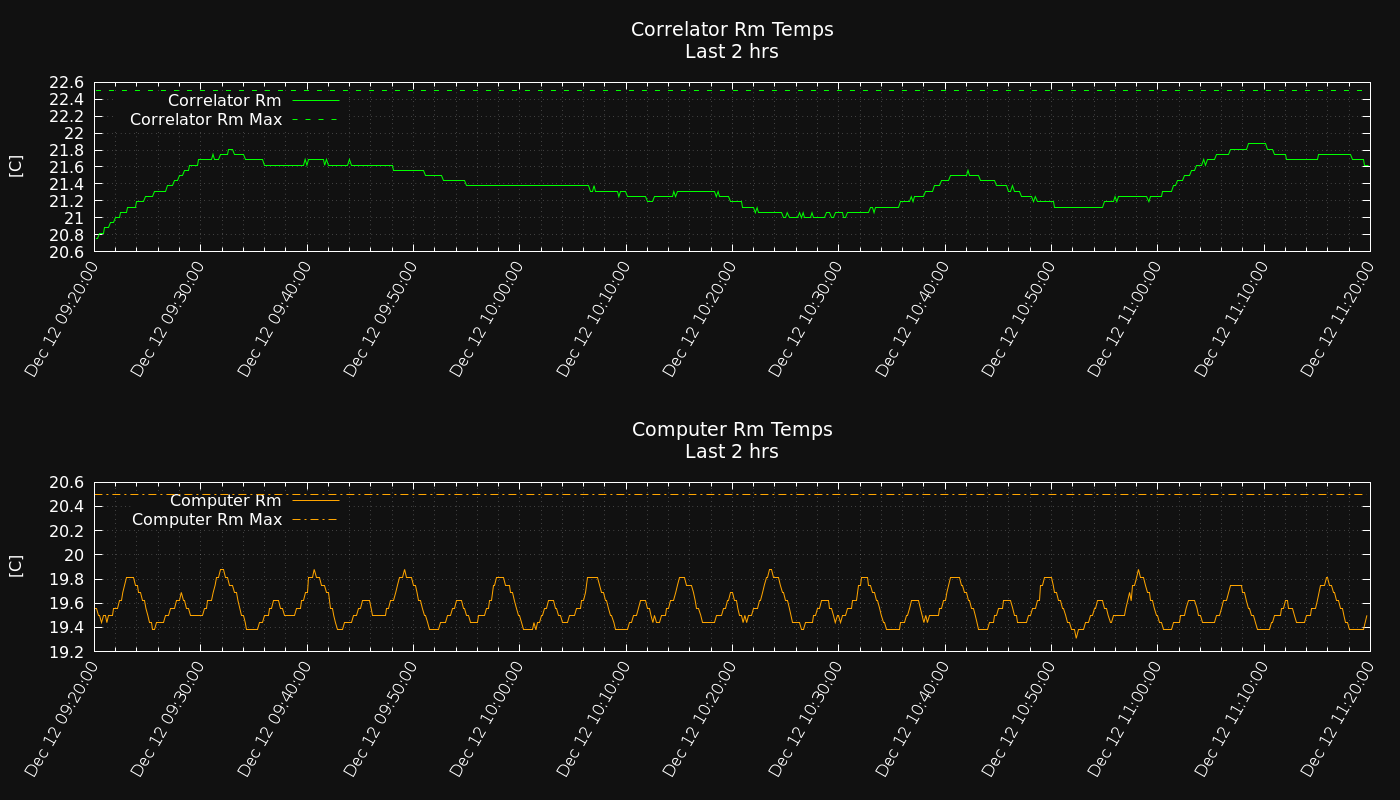 Correlator Rm Temps
Last 2 hrs
[C]
22.6
22.4
22.2
22
21.8
21.6
21.4
21.2
21
20.8
20.6
Correlator Rm
Correlator Rm Max
Dec 12 09:20:00
Dec 12 09:30:00
Dec 12 09:40:00
Dec 12 09:50:00
Dec 12 10:00:00
Dec 12 10:10:00
Dec 12 10:20:00
Dec 12 10:30:00
Dec 12 10:40:00
Dec 12 10:50:00
Dec 12 11:00:00
Dec 12 11:10:00
Dec 12 11:20:00
Computer Rm Temps
Last 2 hrs
[C]
20.6
20.4
20.2
20
19.8
19.6
19.4
19.2
Computer Rm
Computer Rm Max
Dec 12 09:20:00
Dec 12 09:30:00
Dec 12 09:40:00
Dec 12 09:50:00
Dec 12 10:00:00
Dec 12 10:10:00
Dec 12 10:20:00
Dec 12 10:30:00
Dec 12 10:40:00
Dec 12 10:50:00
Dec 12 11:00:00
Dec 12 11:10:00
Dec 12 11:20:00